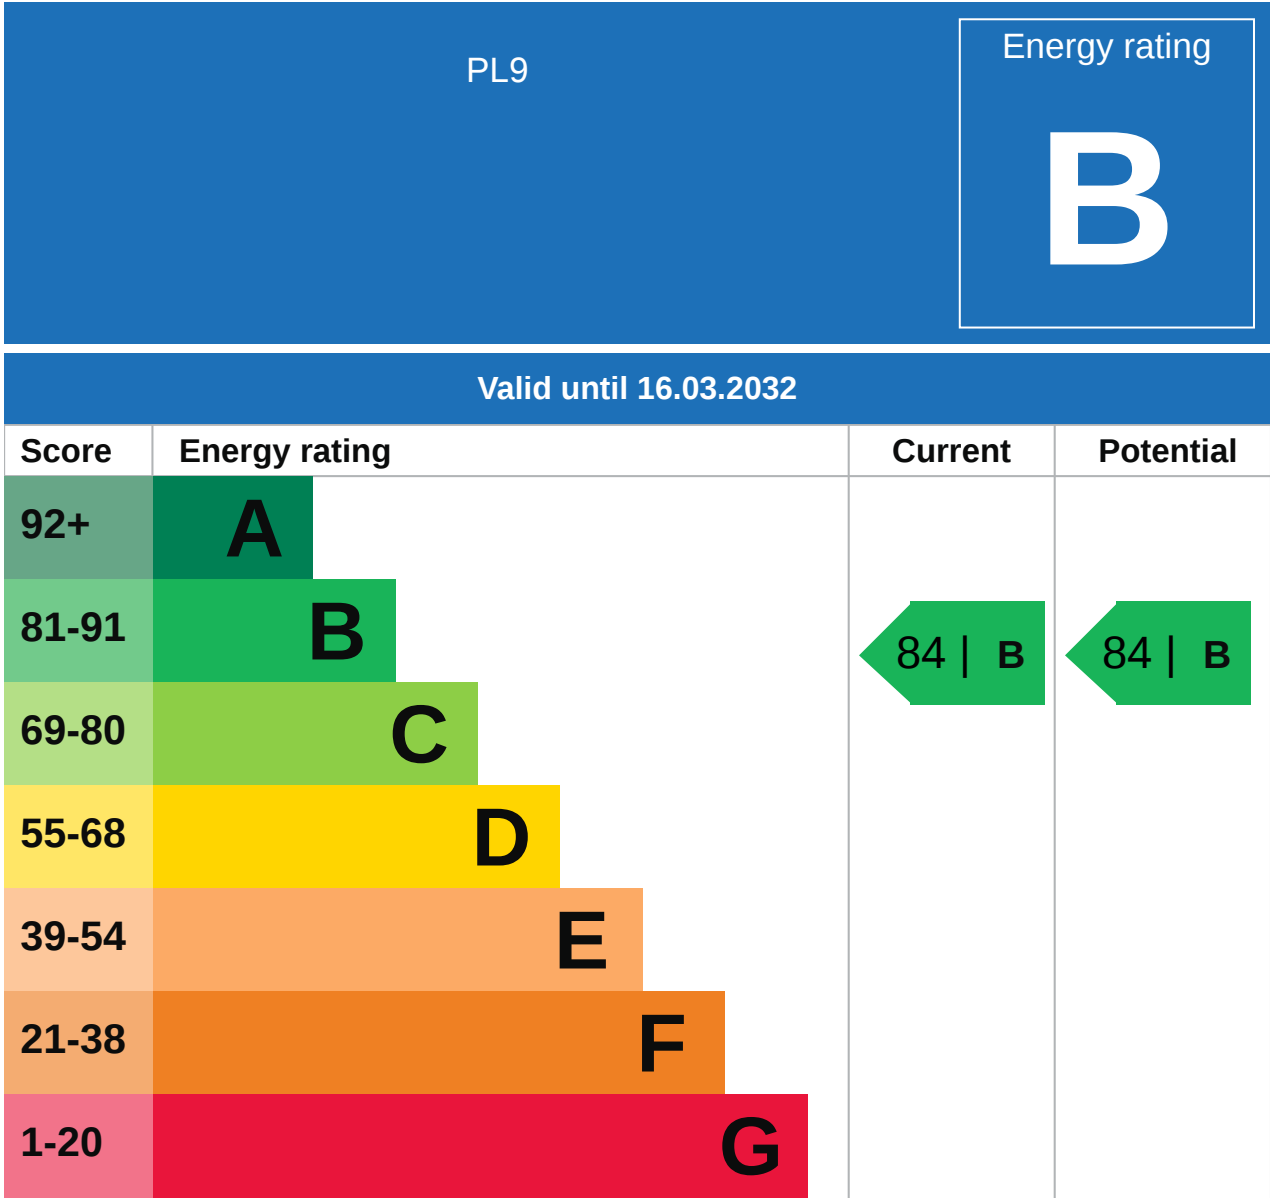 PL9
Energy rating
B
Valid until 16.03.2032
Score Energy rating Current Potential
92+ A
81-91 B 84 | B 84 | B
69-80 C
55-68 D
39-54 E
21-38 F
1-20 G